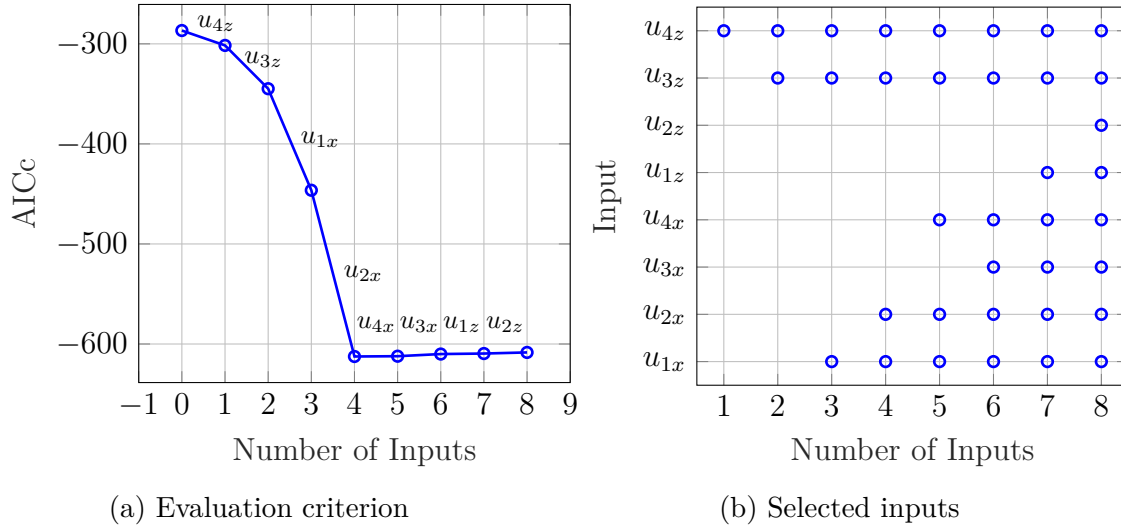 −300
−400
−500
−600
AICc
u4z
u3z
u1x
u2x
u4x u3x u1z u2z
−1 0 1 2 3 4 5 6 7 8 9
Number of Inputs
(a) Evaluation criterion
u4z
u3z
u2z
u1z
u4x
u3x
u2x
u1x
Input
1 2 3 4 5 6 7 8
Number of Inputs
(b) Selected inputs